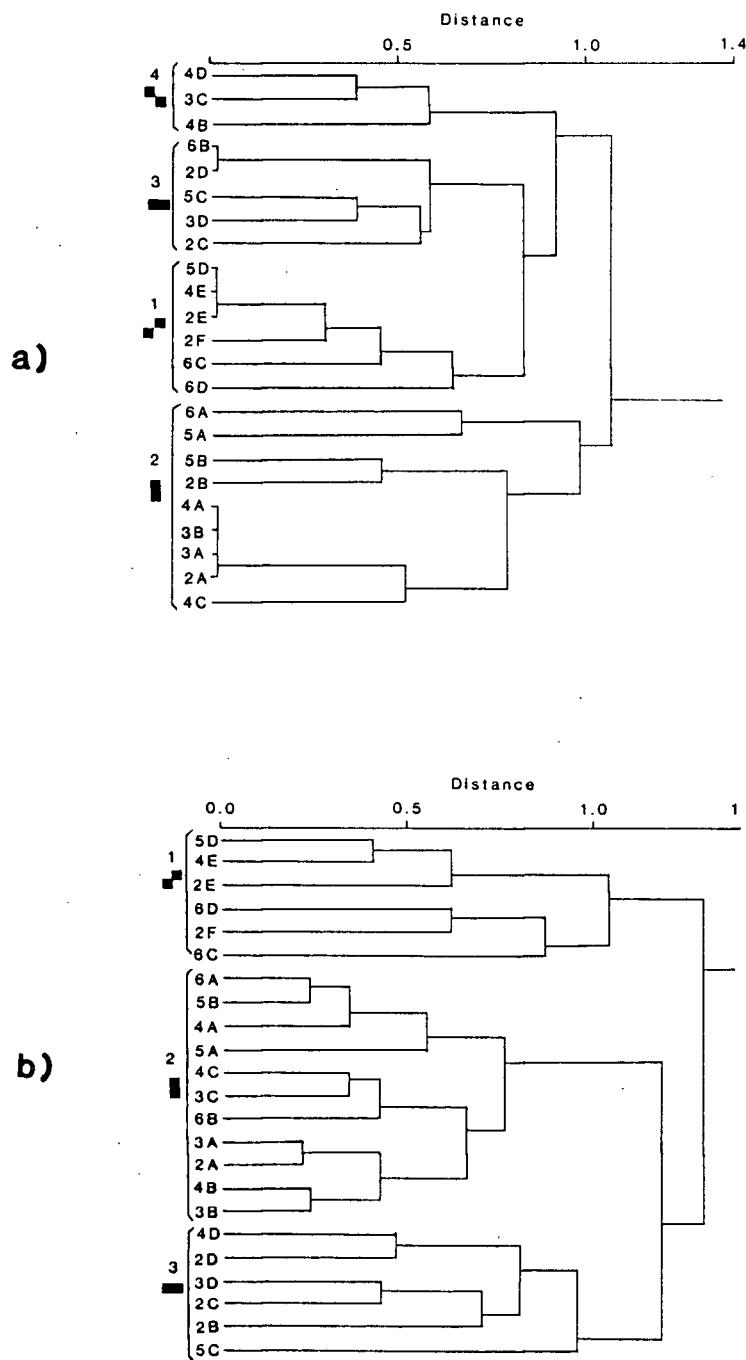 Distance
0.5 1.0 1.4
4
4D
3C
4B
3
6B
2D
5C
3D
2C
1
5D
4E
2E
2F
6C
6D
a)
2
6A
5A
5B
2B
4A
3B
3A
2A
4C
Distance
0.0 0.5 1.0 1
1
5D
4E
2E
6D
2F
6C
b)
2
6A
5B
4A
5A
4C
3C
6B
3A
2A
4B
3B
3
4D
2D
3D
2C
2B
5C